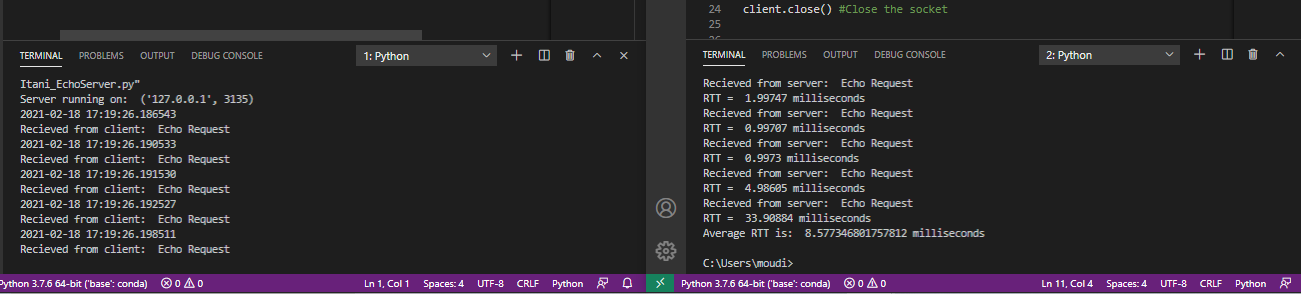 24 client.close() #Close the socket
25
TERMINAL PROBLEMS OUTPUT DEBUG CONSOLE 1: Python
Itani_EchoServer.py"
Server running on:  ('127.0.0.1', 3135)
2021-02-18 17:19:26.186543
Recieved from client:  Echo Request
2021-02-18 17:19:26.190533
Recieved from client:  Echo Request
2021-02-18 17:19:26.191530
Recieved from client:  Echo Request
2021-02-18 17:19:26.192527
Recieved from client:  Echo Request
2021-02-18 17:19:26.198511
Recieved from client:  Echo Request
Python 3.7.6 64-bit ('base': conda) 0 0 Ln 1, Col 1 Spaces: 4 UTF-8 CRLF Python
TERMINAL PROBLEMS OUTPUT DEBUG CONSOLE 2: Python
Recieved from server:  Echo Request
RTT =  1.99747 milliseconds
Recieved from server:  Echo Request
RTT =  0.99707 milliseconds
Recieved from server:  Echo Request
RTT =  0.9973 milliseconds
Recieved from server:  Echo Request
RTT =  4.98605 milliseconds
Recieved from server:  Echo Request
RTT =  33.90884 milliseconds
Average RTT is:  8.577346801757812 milliseconds
C:\Users\moudi>
Python 3.7.6 64-bit ('base': conda) 0 0 Ln 11, Col 4 Spaces: 4 UTF-8 CRLF Python